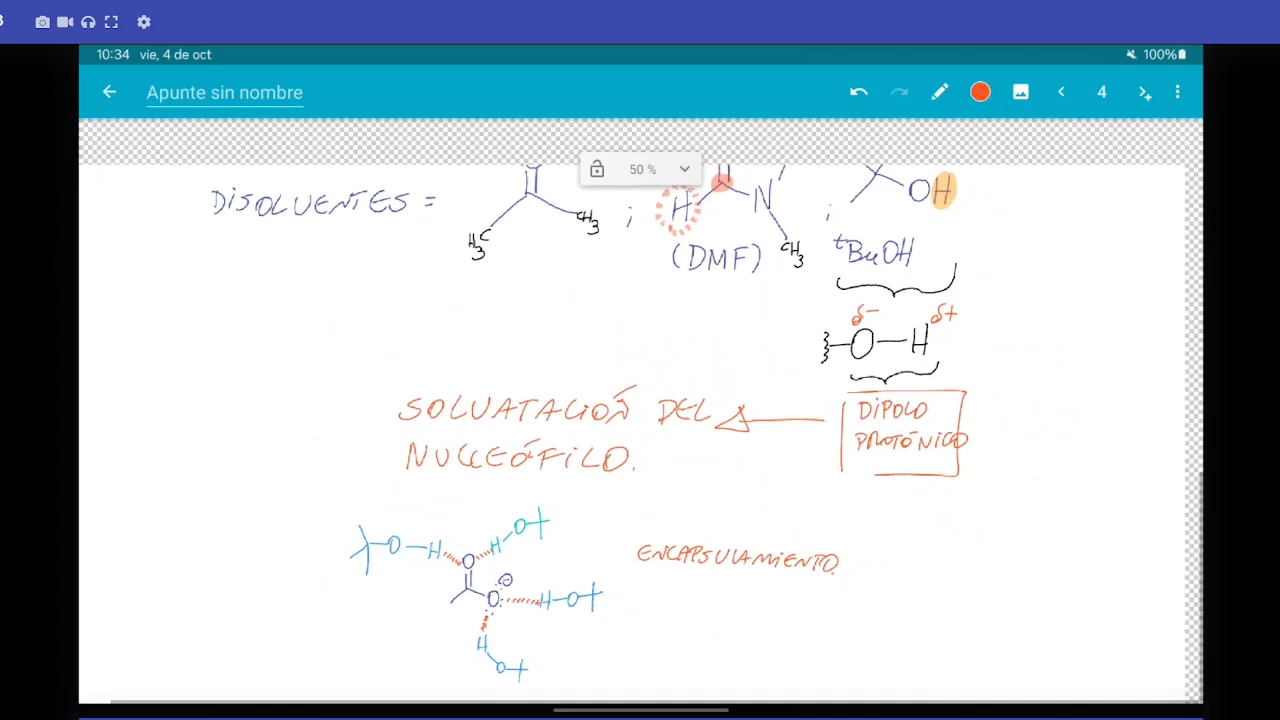 10:34 vie, 4 de oct
100%
Apunte sin nombre
4
50 %
DISOLVENTES =
H3C
CH3
;
H
N
CH3
(DMF)
;
OH
tBuOH
δ- δ+
O-H
SOLVATACIÓN DEL
NUCLEÓFILO.
DIPOLO
PROTÓNICO
O-H
H-O
O
O ⊖
H-O
H
O
ENCAPSULAMIENTO.